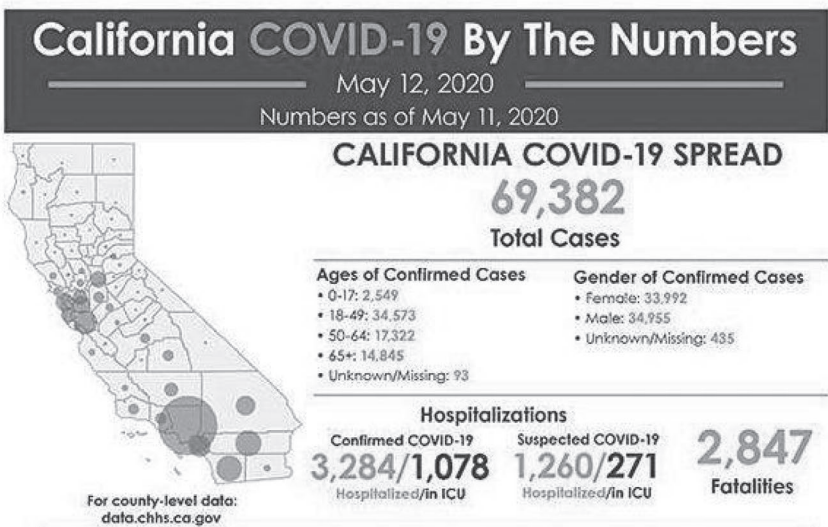 California COVID-19 By The Numbers
May 12, 2020
Numbers as of May 11, 2020
CALIFORNIA COVID-19 SPREAD
69,382
Total Cases
Ages of Confirmed Cases
• 0-17: 2,549
• 18-49: 34,573
• 50-64: 17,322
• 65+: 14,845
• Unknown/Missing: 93
Gender of Confirmed Cases
• Female: 33,992
• Male: 34,955
• Unknown/Missing: 435
Hospitalizations
Confirmed COVID-19
3,284/1,078
Hospitalized/in ICU
Suspected COVID-19
1,260/271
Hospitalized/in ICU
2,847
Fatalities
For county-level data:
data.chhs.ca.gov